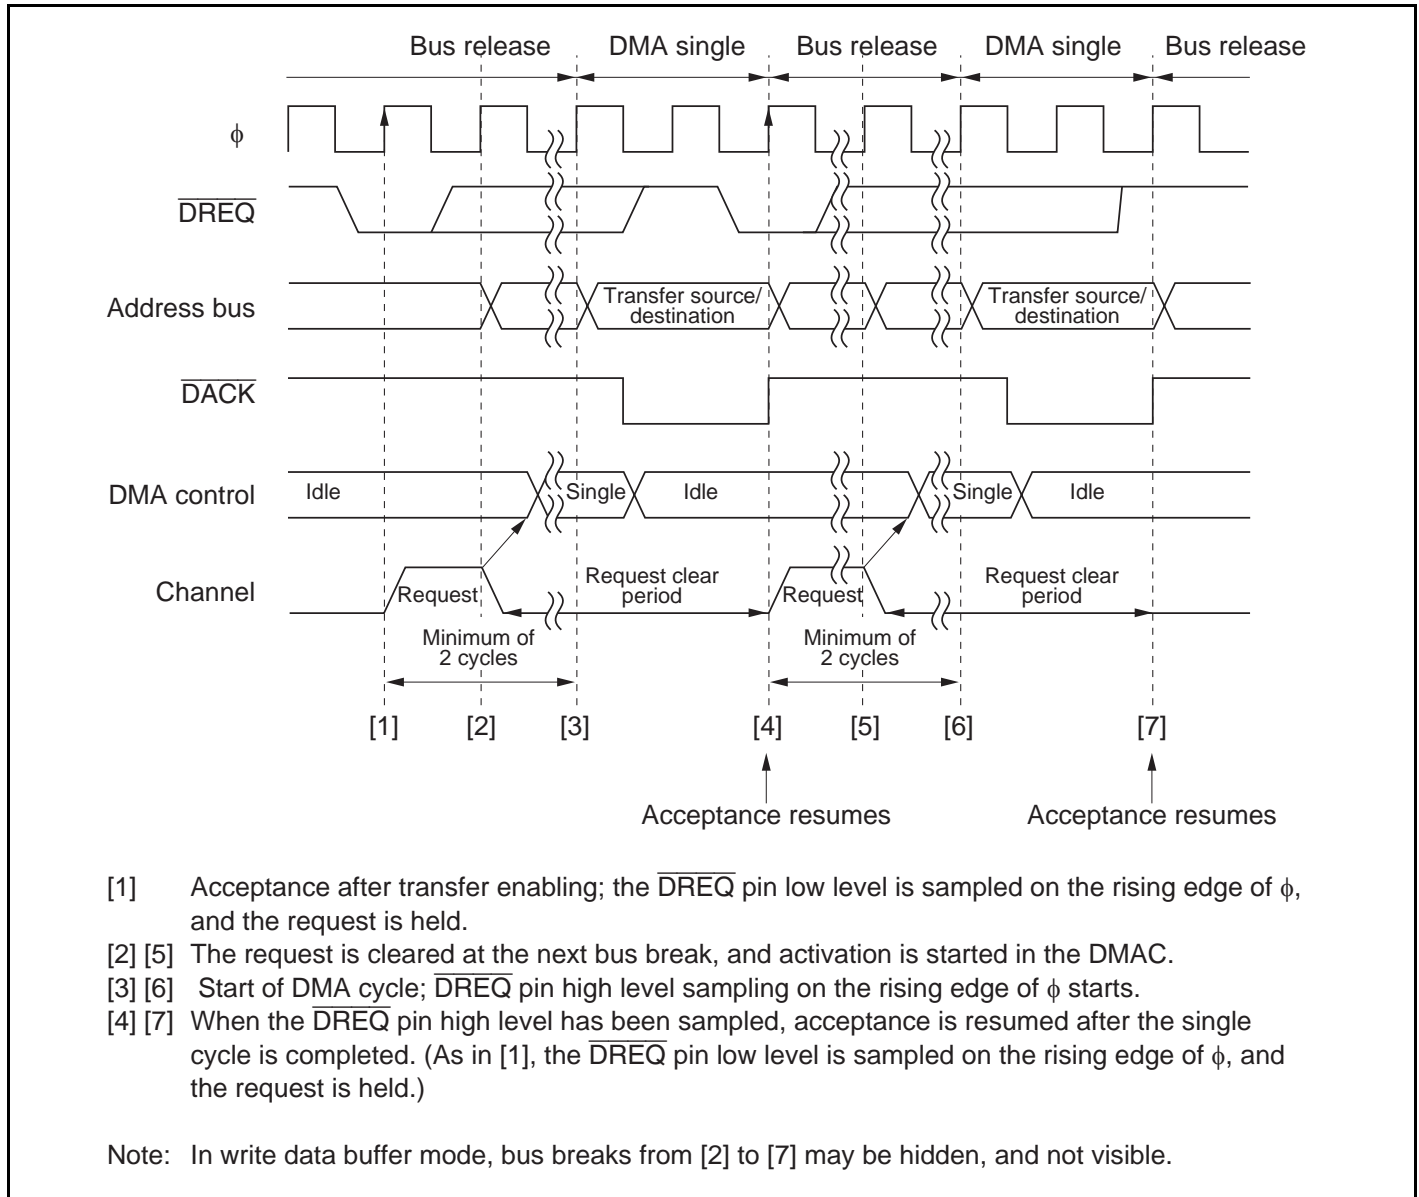 Bus release DMA single Bus release DMA single Bus release
ϕ
DREQ
Address bus
Transfer source/
destination
Transfer source/
destination
DACK
DMA control
Idle
Single
Idle
Single
Idle
Channel
Request
Request clear
period
Request
Request clear
period
Minimum of
2 cycles
Minimum of
2 cycles
[1] [2] [3] [4] [5] [6] [7]
Acceptance resumes Acceptance resumes
[1] Acceptance after transfer enabling; the DREQ pin low level is sampled on the rising edge of ϕ,
and the request is held.
[2] [5] The request is cleared at the next bus break, and activation is started in the DMAC.
[3] [6] Start of DMA cycle; DREQ pin high level sampling on the rising edge of ϕ starts.
[4] [7] When the DREQ pin high level has been sampled, acceptance is resumed after the single
cycle is completed. (As in [1], the DREQ pin low level is sampled on the rising edge of ϕ, and
the request is held.)
Note: In write data buffer mode, bus breaks from [2] to [7] may be hidden, and not visible.